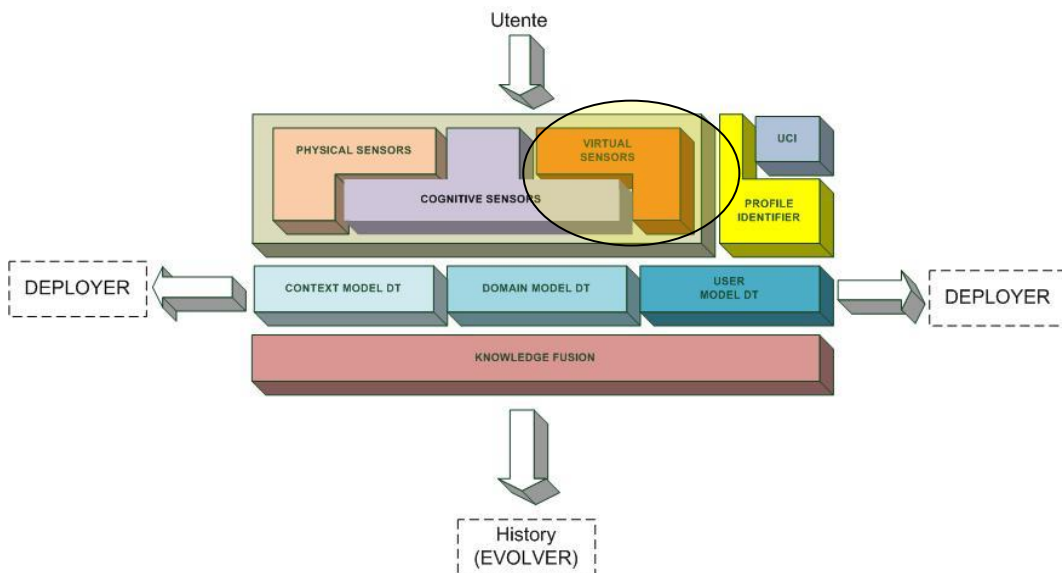 Utente
PHYSICAL SENSORS
VIRTUAL
SENSORS
UCI
COGNITIVE SENSORS
PROFILE
IDENTIFIER
DEPLOYER
CONTEXT MODEL DT
DOMAIN MODEL DT
USER
MODEL DT
DEPLOYER
KNOWLEDGE FUSION
History
(EVOLVER)